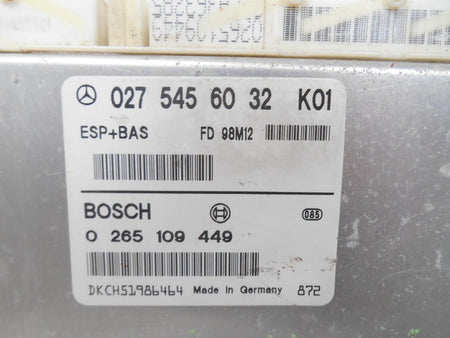 027 545 60 32 K01
ESP+BAS FD 98M12
BOSCH 085
0 265 109 449
DKCH51986464 Made in Germany 872